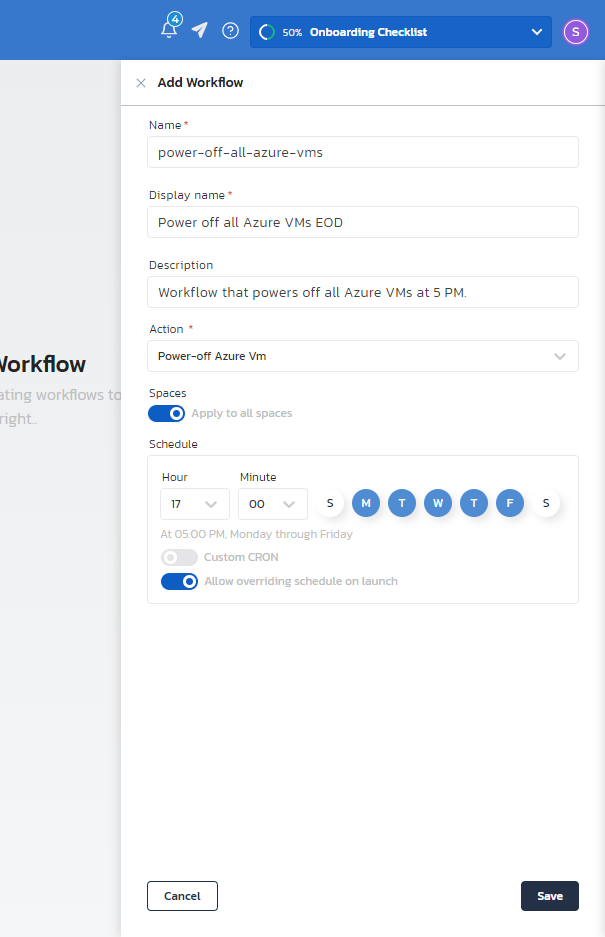 4
?
50% Onboarding Checklist
S
Add Workflow
Name *
power-off-all-azure-vms
Display name *
Power off all Azure VMs EOD
Description
Workflow that powers off all Azure VMs at 5 PM.
Action *
Workflow
Power-off Azure Vm
ating workflows to
right..
Spaces
Apply to all spaces
Schedule
Hour Minute
17 00 S M T W T F S
At 05:00 PM, Monday through Friday
Custom CRON
Allow overriding schedule on launch
Cancel Save